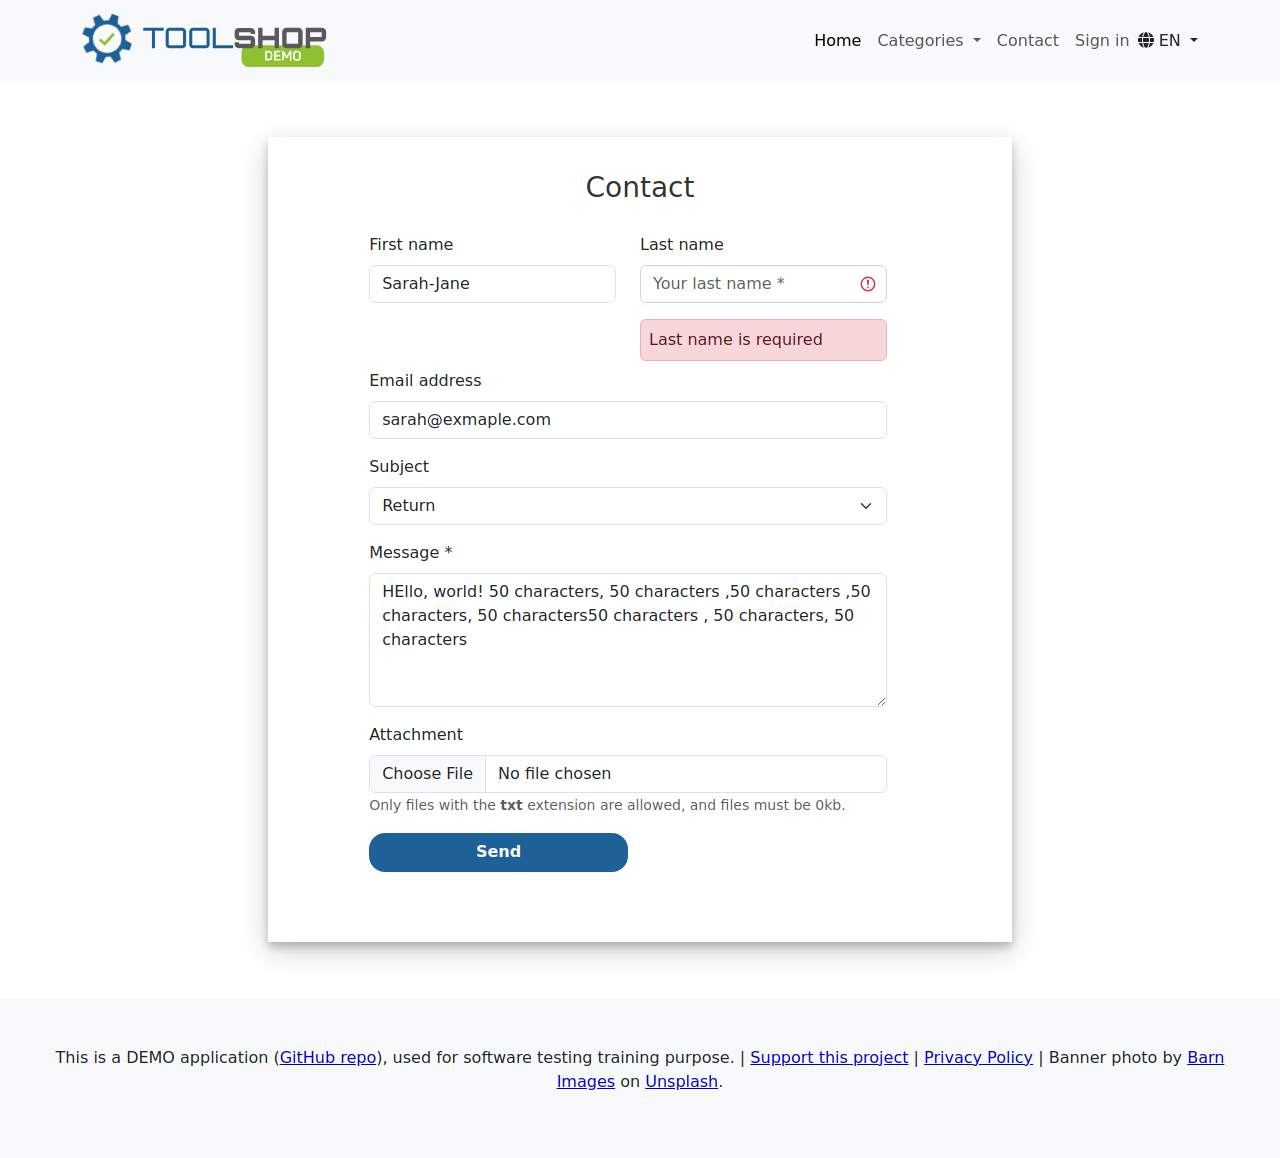 TOOLSHOP
DEMO
Home Categories Contact Sign in EN
Contact
First name Last name
Sarah-Jane Your last name *
Last name is required
Email address
sarah@exmaple.com
Subject
Return
Message *
HEllo, world! 50 characters, 50 characters ,50 characters ,50
characters, 50 characters50 characters , 50 characters, 50
characters
Attachment
Choose File No file chosen
Only files with the txt extension are allowed, and files must be 0kb.
Send
This is a DEMO application (GitHub repo), used for software testing training purpose. | Support this project | Privacy Policy | Banner photo by Barn
Images on Unsplash.